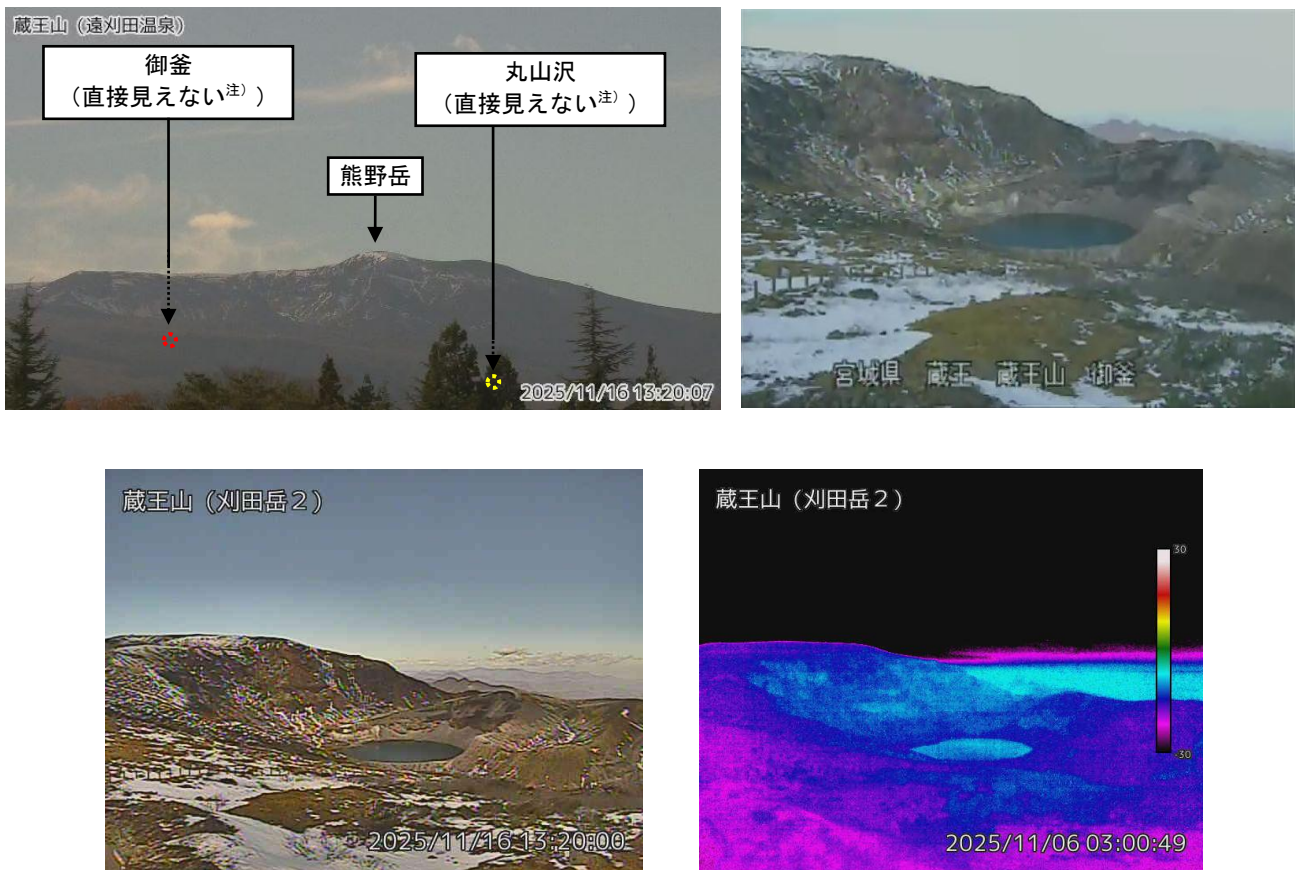 蔵王山（遠刈田温泉）
御釜
（直接見えない注））
丸山沢
（直接見えない注））
熊野岳
2025/11/16 13:20:07
宮城県 蔵王 蔵王山 御釜
蔵王山（刈田岳２）
2025/11/16 13:20:00
蔵王山（刈田岳２）
30
-30
2025/11/06 03:00:49